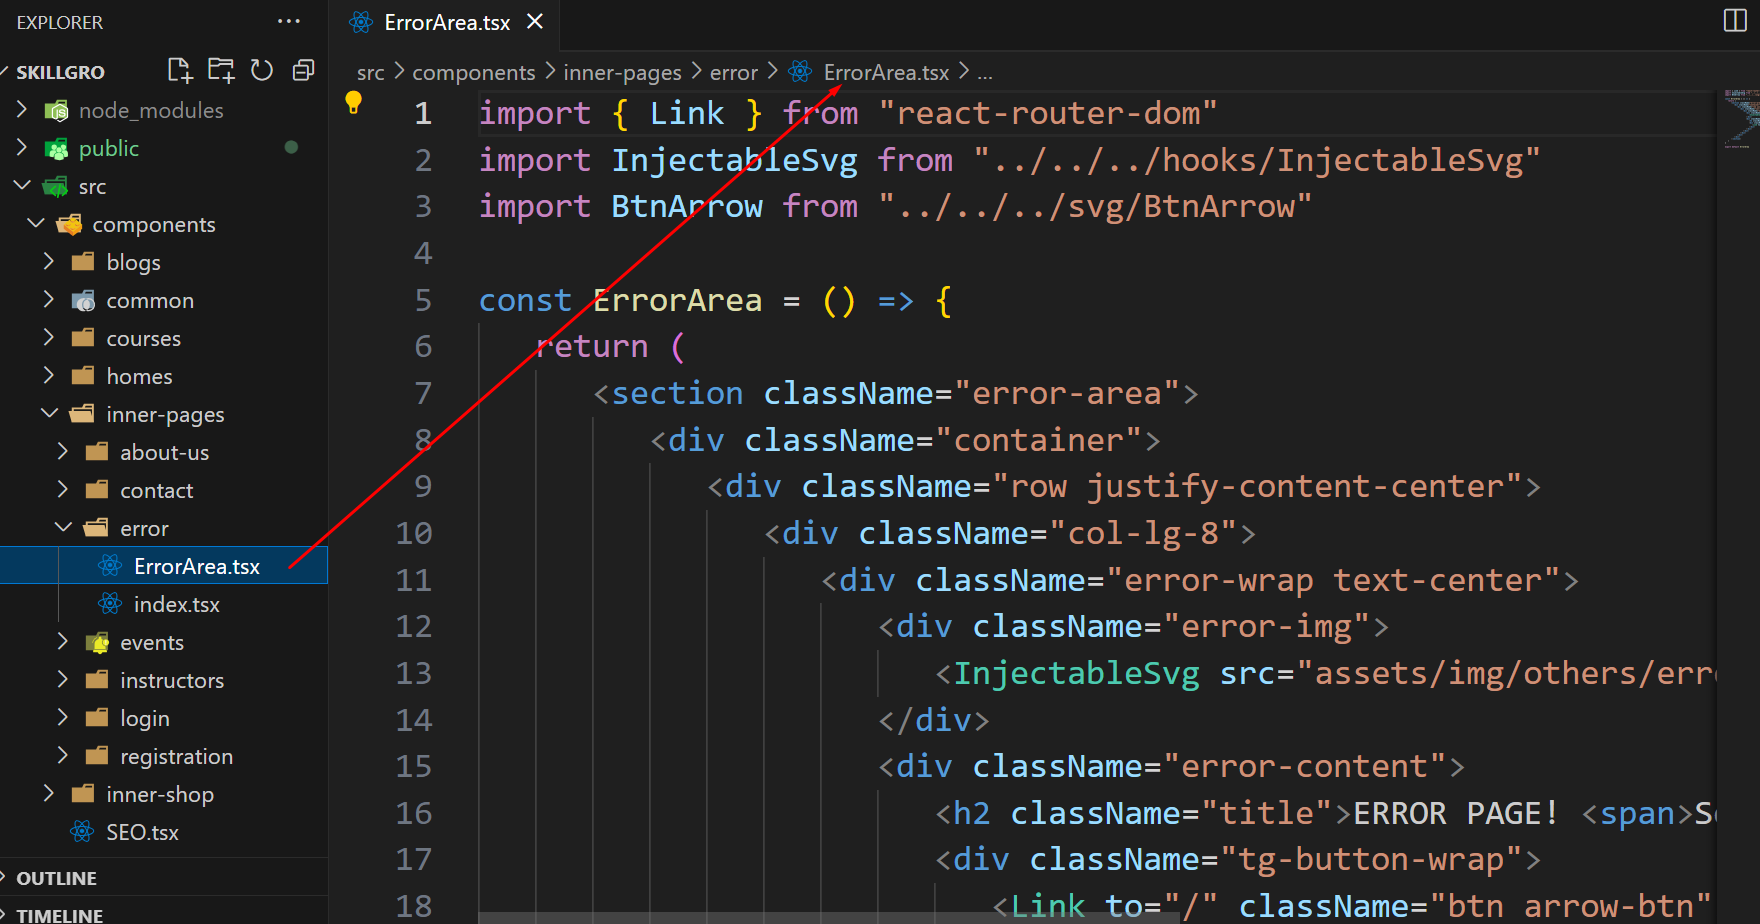 EXPLORER
SKILLGRO
node_modules
public
src
components
blogs
common
courses
homes
inner-pages
about-us
contact
error
ErrorArea.tsx
index.tsx
events
instructors
login
registration
inner-shop
SEO.tsx
OUTLINE
TIMELINE
ErrorArea.tsx
src > components > inner-pages > error > ErrorArea.tsx > ...
1 import { Link } from "react-router-dom"
2 import InjectableSvg from "../../../hooks/InjectableSvg"
3 import BtnArrow from "../../../svg/BtnArrow"
4
5 const ErrorArea = () => {
6 return (
7 <section className="error-area">
8 <div className="container">
9 <div className="row justify-content-center">
10 <div className="col-lg-8">
11 <div className="error-wrap text-center">
12 <div className="error-img">
13 <InjectableSvg src="assets/img/others/err
14 </div>
15 <div className="error-content">
16 <h2 className="title">ERROR PAGE! <span>S
17 <div className="tg-button-wrap">
18 <Link to="/" className="btn arrow-btn"